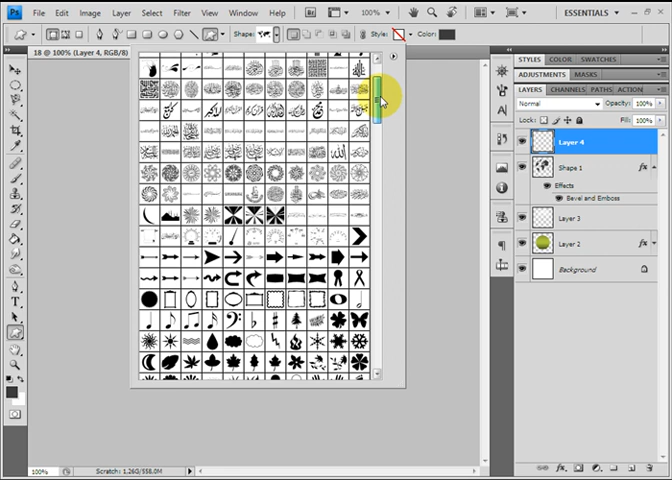 Ps File Edit Image Layer Select Filter View Window Help 100% ESSENTIALS
Shape: Style: Color:
18 @ 100% (Layer 4, RGB/8)
STYLES COLOR SWATCHES
ADJUSTMENTS MASKS
LAYERS CHANNELS PATHS ACTION
Normal Opacity: 100%
Lock: Fill: 100%
Layer 4
Shape 1 fx
Effects
Bevel and Emboss
Layer 3
Layer 2 fx
Background
100% Scratch: 1,26G/558.0M